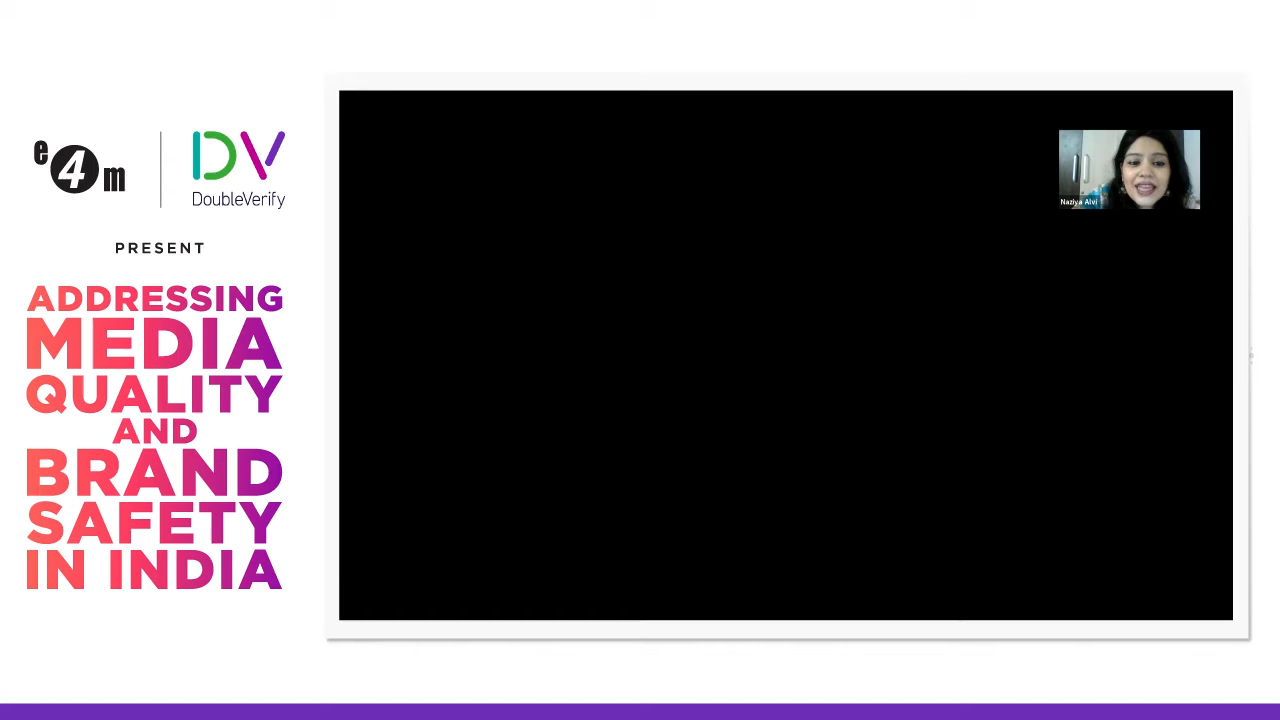 e4m
DV
DoubleVerify
PRESENT
ADDRESSING
MEDIA
QUALITY
AND
BRAND
SAFETY
IN INDIA
Naziya Alvi